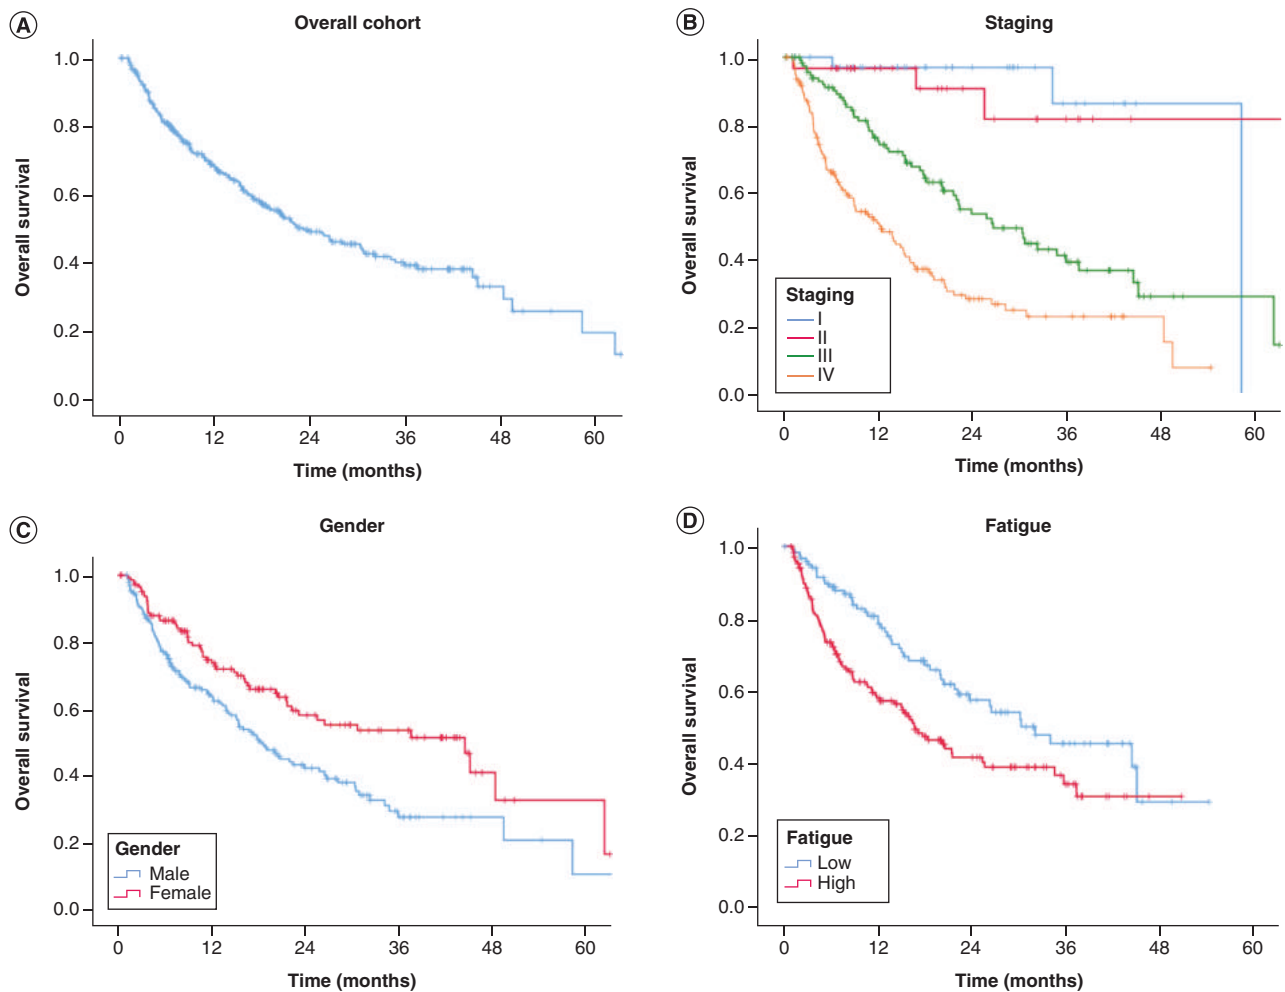 A
Overall cohort
Overall survival
1.0
0.8
0.6
0.4
0.2
0.0
0 12 24 36 48 60
Time (months)
B
Staging
Overall survival
1.0
0.8
0.6
0.4
0.2
0.0
Staging
I
II
III
IV
0 12 24 36 48 60
Time (months)
C
Gender
Overall survival
1.0
0.8
0.6
0.4
0.2
0.0
Gender
Male
Female
0 12 24 36 48 60
Time (months)
D
Fatigue
Overall survival
1.0
0.8
0.6
0.4
0.2
0.0
Fatigue
Low
High
0 12 24 36 48 60
Time (months)